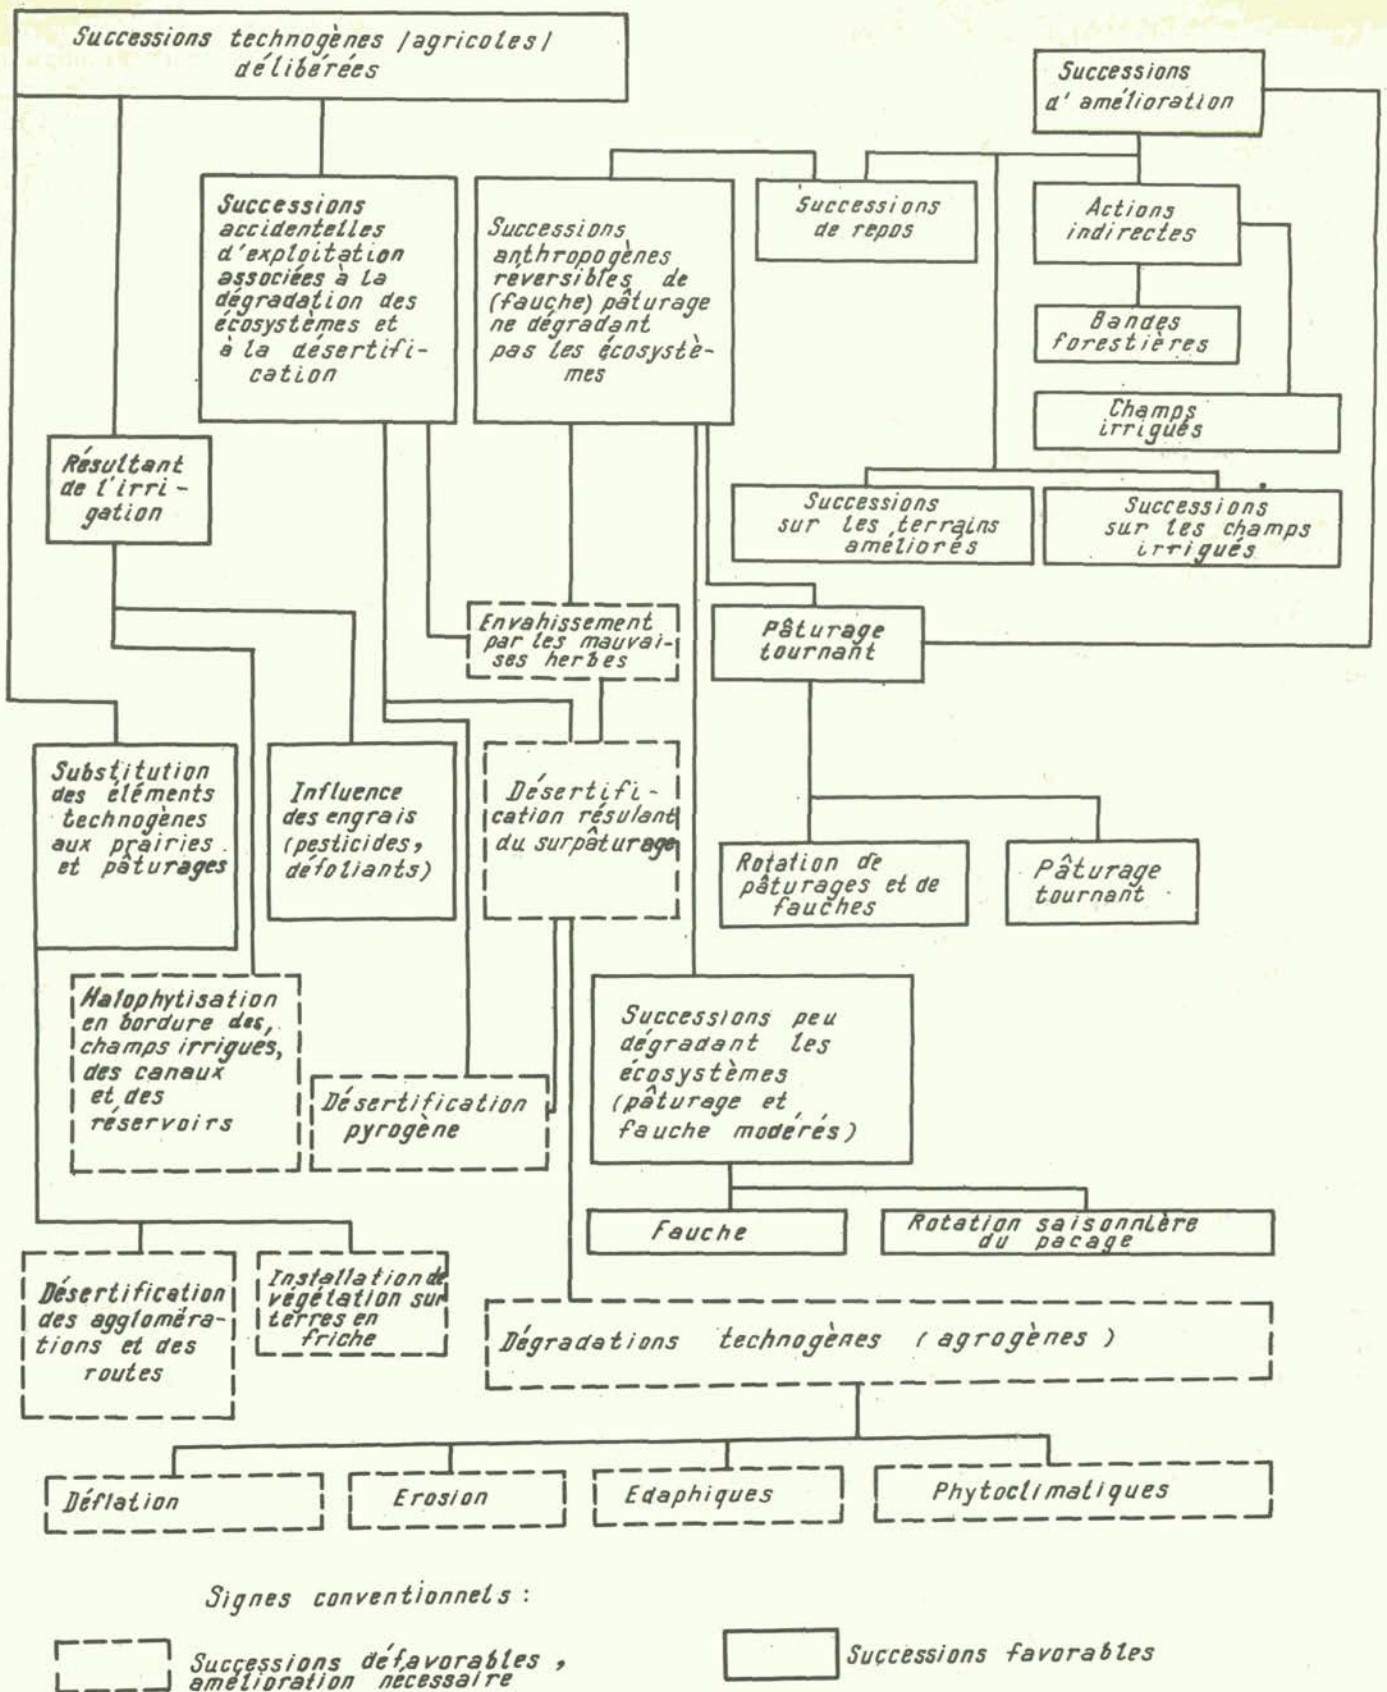 Successions technogènes /agricoles/
délibérées
Successions
d'amélioration
Successions
accidentelles
d'exploitation
associées à la
dégradation des
écosystèmes et
à la désertifi-
cation
Successions
anthropogènes
réversibles de
(fauche) pâturage
ne dégradant
pas les écosystè-
mes
Successions
de repos
Actions
indirectes
Bandes
forestières
Champs
irrigués
Résultant
de l'irri-
gation
Successions
sur les terrains
améliorés
Successions
sur les champs
irrigués
Envahissement
par les mauvai-
ses herbes
Pâturage
tournant
Substitution
des éléments
technogènes
aux prairies
et pâturages
Influence
des engrais
(pesticides,
défoliants)
Désertifi-
cation résulant
du surpâturage
Rotation de
pâturages et de
fauches
Pâturage
tournant
Halophytisation
en bordure des,
champs irrigués,
des canaux
et des
réservoirs
Désertification
pyrogène
Successions peu
dégradant les
écosystèmes
(pâturage et
fauche modérés)
Fauche
Rotation saisonnière
du pacage
Désertification
des aggloméra-
tions et des
routes
Installation de
végétation sur
terres en
friche
Dégradations technogènes (agrogènes)
Déflation
Erosion
Edaphiques
Phytoclimatiques
Signes conventionnels :
Successions défavorables,
amélioration nécessaire
Successions favorables